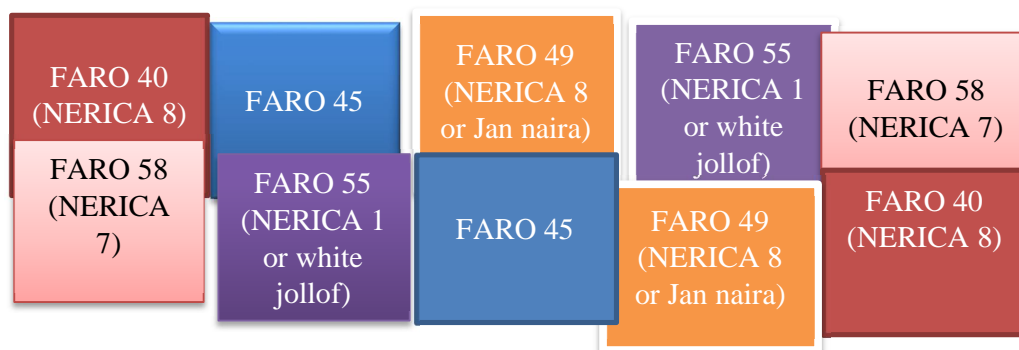 FARO 40
(NERICA 8)
FARO 45
FARO 49
(NERICA 8
or Jan naira)
FARO 55
(NERICA 1
or white
jollof)
FARO 58
(NERICA 7)
FARO 58
(NERICA
7)
FARO 55
(NERICA 1
or white
jollof)
FARO 45
FARO 49
(NERICA 8
or Jan naira)
FARO 40
(NERICA 8)